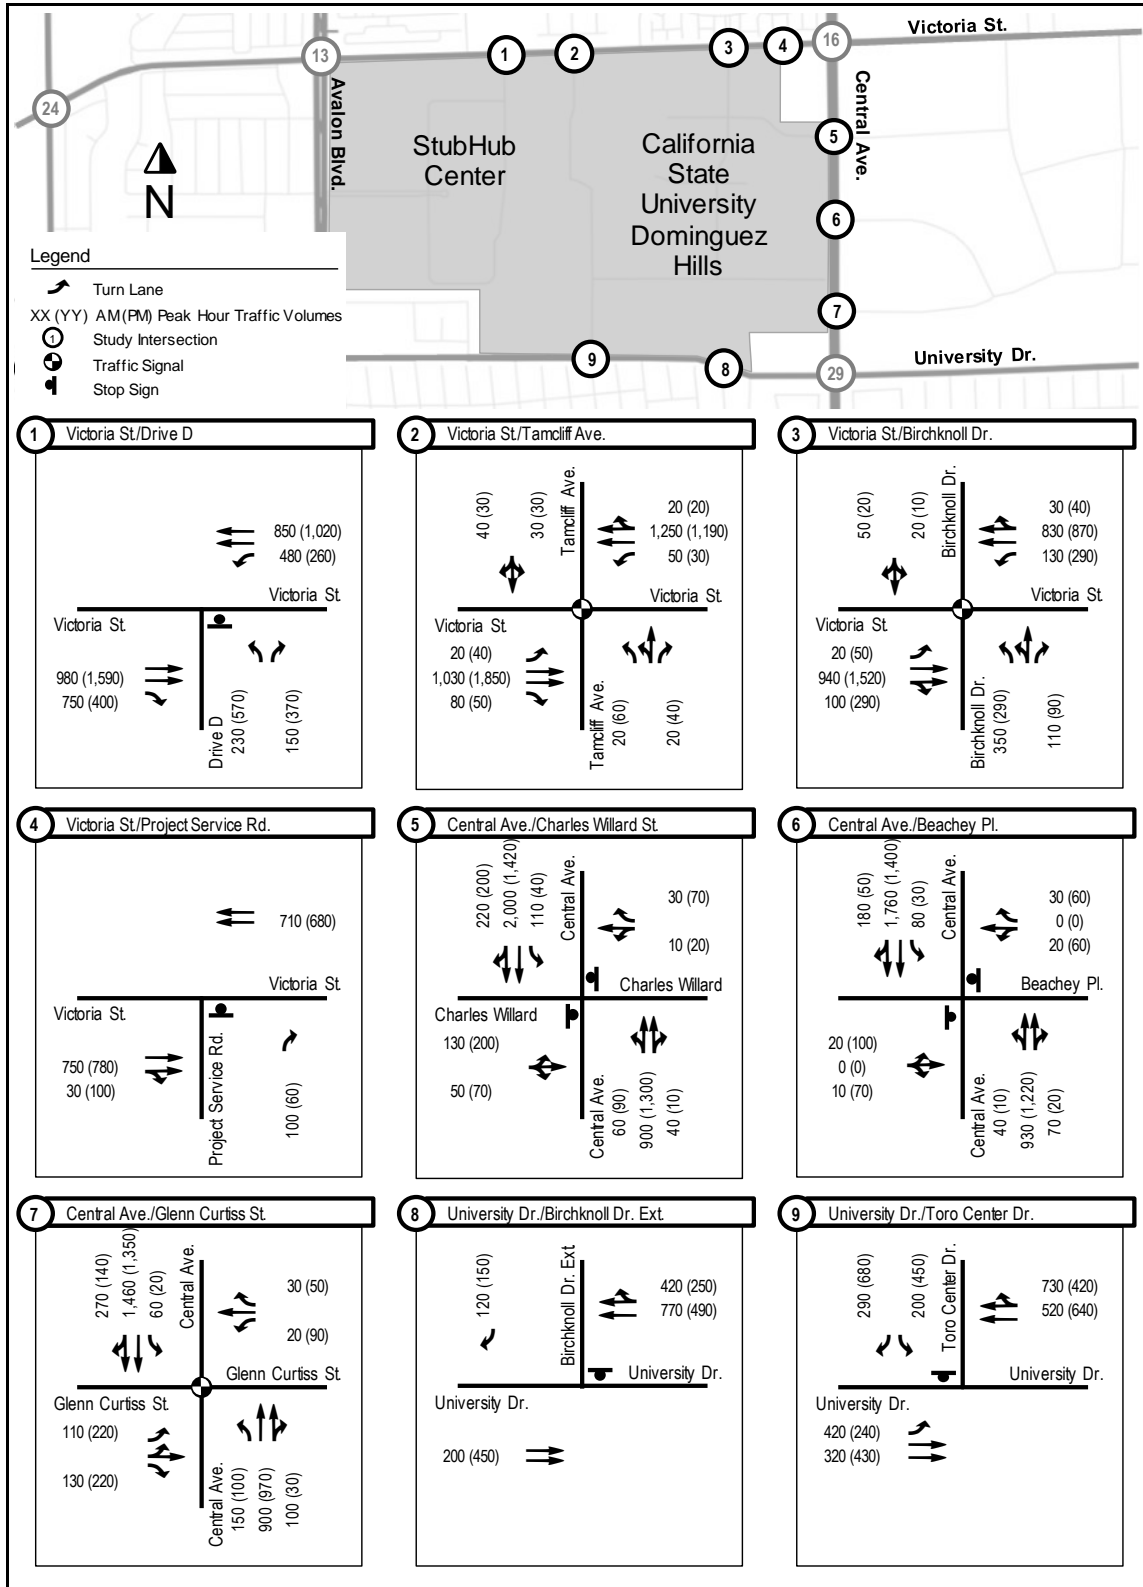 Victoria St.
1
2
3
4
16
13
24
Avalon Blvd.
StubHub
Center
California
State
University
Dominguez
Hills
Central Ave.
5
6
7
N
Legend
Turn Lane
XX (YY) AM(PM) Peak Hour Traffic Volumes
1 Study Intersection
Traffic Signal
Stop Sign
9
8
29
University Dr.
1 Victoria St./Drive D
850 (1,020)
480 (260)
Victoria St.
Victoria St.
980 (1,590)
750 (400)
Drive D
230 (570)
150 (370)
2 Victoria St./Tamcliff Ave.
40 (30)
30 (30)
Tamcliff Ave.
20 (20)
1,250 (1,190)
50 (30)
Victoria St.
Victoria St.
20 (40)
1,030 (1,850)
80 (50)
Tamcliff Ave.
20 (60)
20 (40)
3 Victoria St./Birchknoll Dr.
50 (20)
20 (10)
Birchknoll Dr.
30 (40)
830 (870)
130 (290)
Victoria St.
Victoria St.
20 (50)
940 (1,520)
100 (290)
Birchknoll Dr.
350 (290)
110 (90)
4 Victoria St./Project Service Rd.
710 (680)
Victoria St.
Victoria St.
750 (780)
30 (100)
Project Service Rd.
100 (60)
5 Central Ave./Charles Willard St.
220 (200)
2,000 (1,420)
110 (40)
Central Ave.
30 (70)
10 (20)
Charles Willard
Charles Willard
130 (200)
50 (70)
Central Ave.
60 (90)
900 (1,300)
40 (10)
6 Central Ave./Beachey Pl.
180 (50)
1,760 (1,400)
80 (30)
Central Ave.
30 (60)
0 (0)
20 (60)
Beachey Pl.
20 (100)
0 (0)
10 (70)
Central Ave.
40 (10)
930 (1,220)
70 (20)
7 Central Ave./Glenn Curtiss St.
270 (140)
1,460 (1,350)
60 (20)
Central Ave.
30 (50)
20 (90)
Glenn Curtiss St.
Glenn Curtiss St.
110 (220)
130 (220)
Central Ave.
150 (100)
900 (970)
100 (30)
8 University Dr./Birchknoll Dr. Ext.
120 (150)
Birchknoll Dr. Ext.
420 (250)
770 (490)
University Dr.
University Dr.
200 (450)
9 University Dr./Toro Center Dr.
290 (680)
200 (450)
Toro Center Dr.
730 (420)
520 (640)
University Dr.
University Dr.
420 (240)
320 (430)